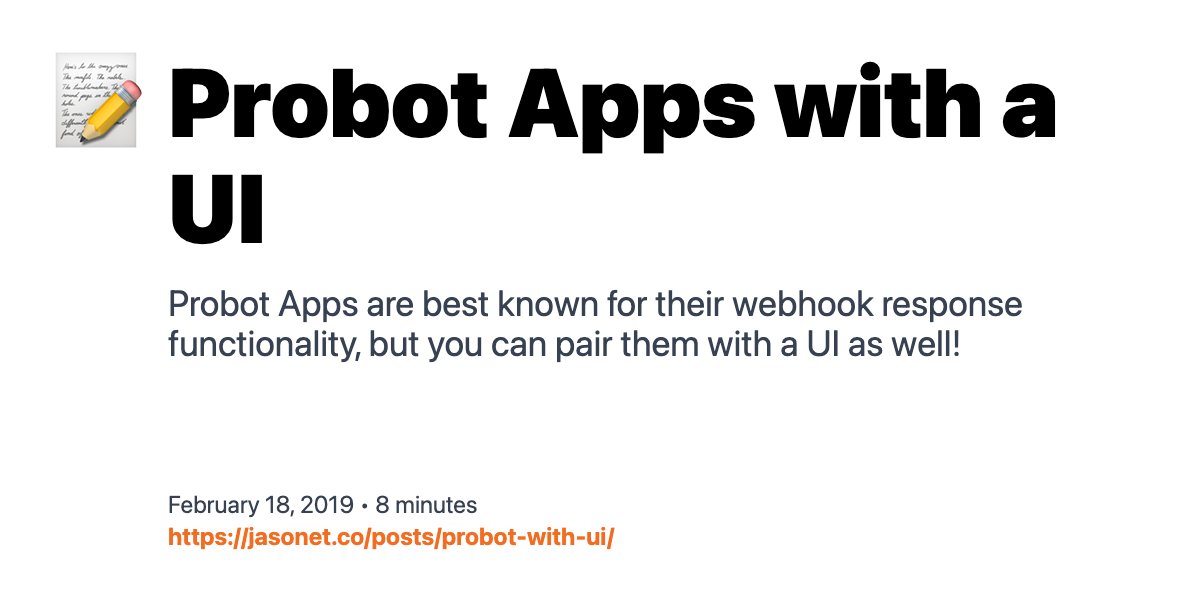 Probot Apps with a
UI
Probot Apps are best known for their webhook response
functionality, but you can pair them with a UI as well!
February 18, 2019 • 8 minutes
https://jasonet.co/posts/probot-with-ui/